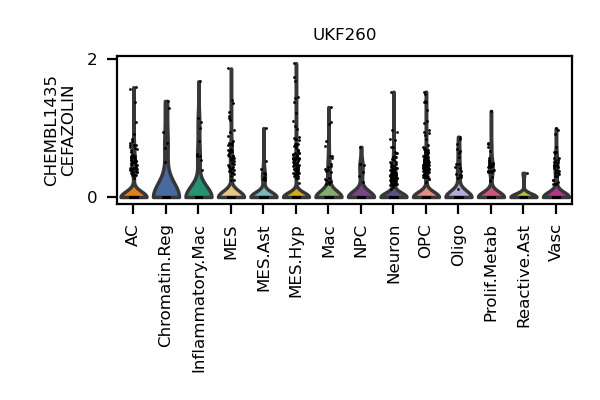 UKF260
CHEMBL1435
CEFAZOLIN
2
0
AC
Chromatin.Reg
Inflammatory.Mac
MES
MES.Ast
MES.Hyp
Mac
NPC
Neuron
OPC
Oligo
Prolif.Metab
Reactive.Ast
Vasc